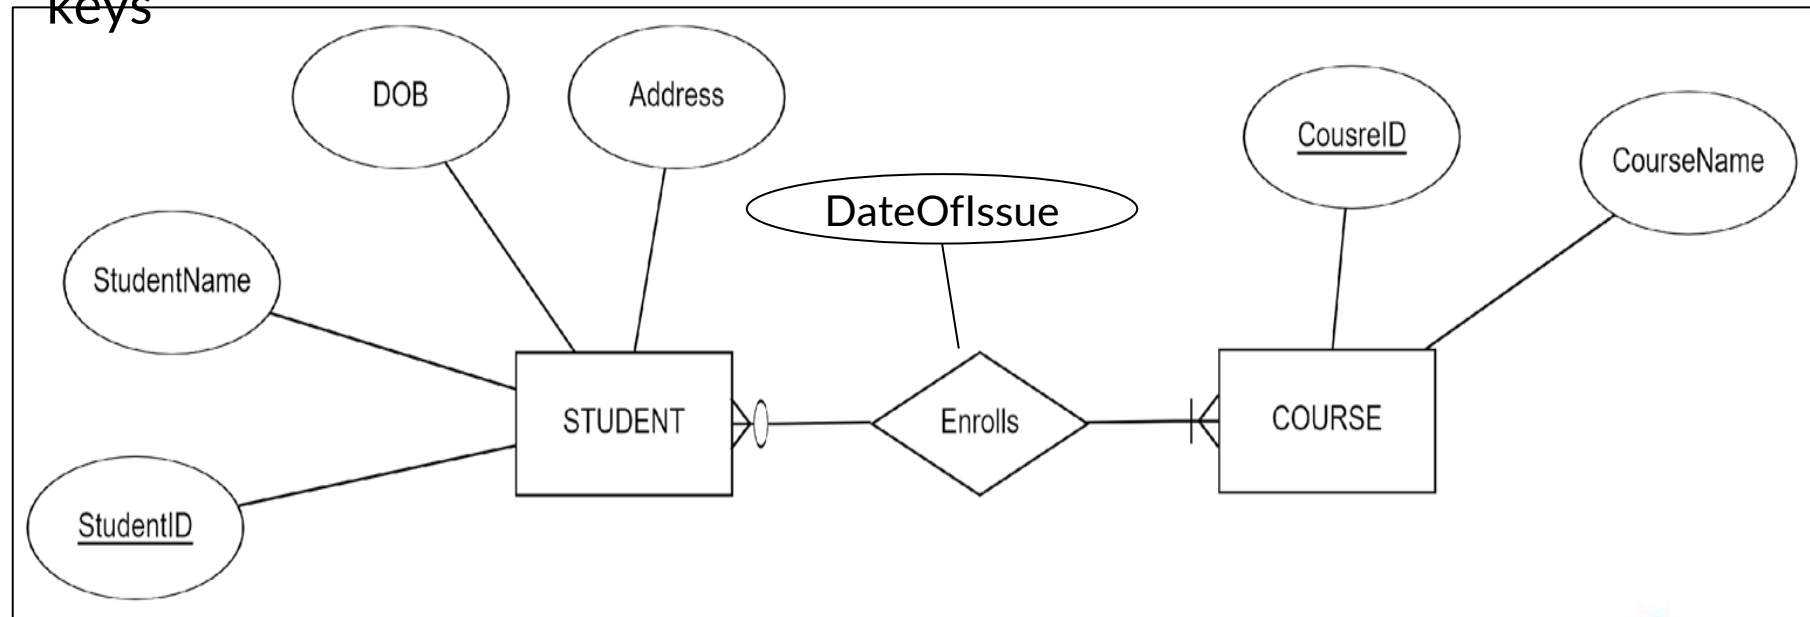 keys
DOB
Address
CousreID
CourseName
DateOfIssue
StudentName
STUDENT
Enrolls
COURSE
StudentID